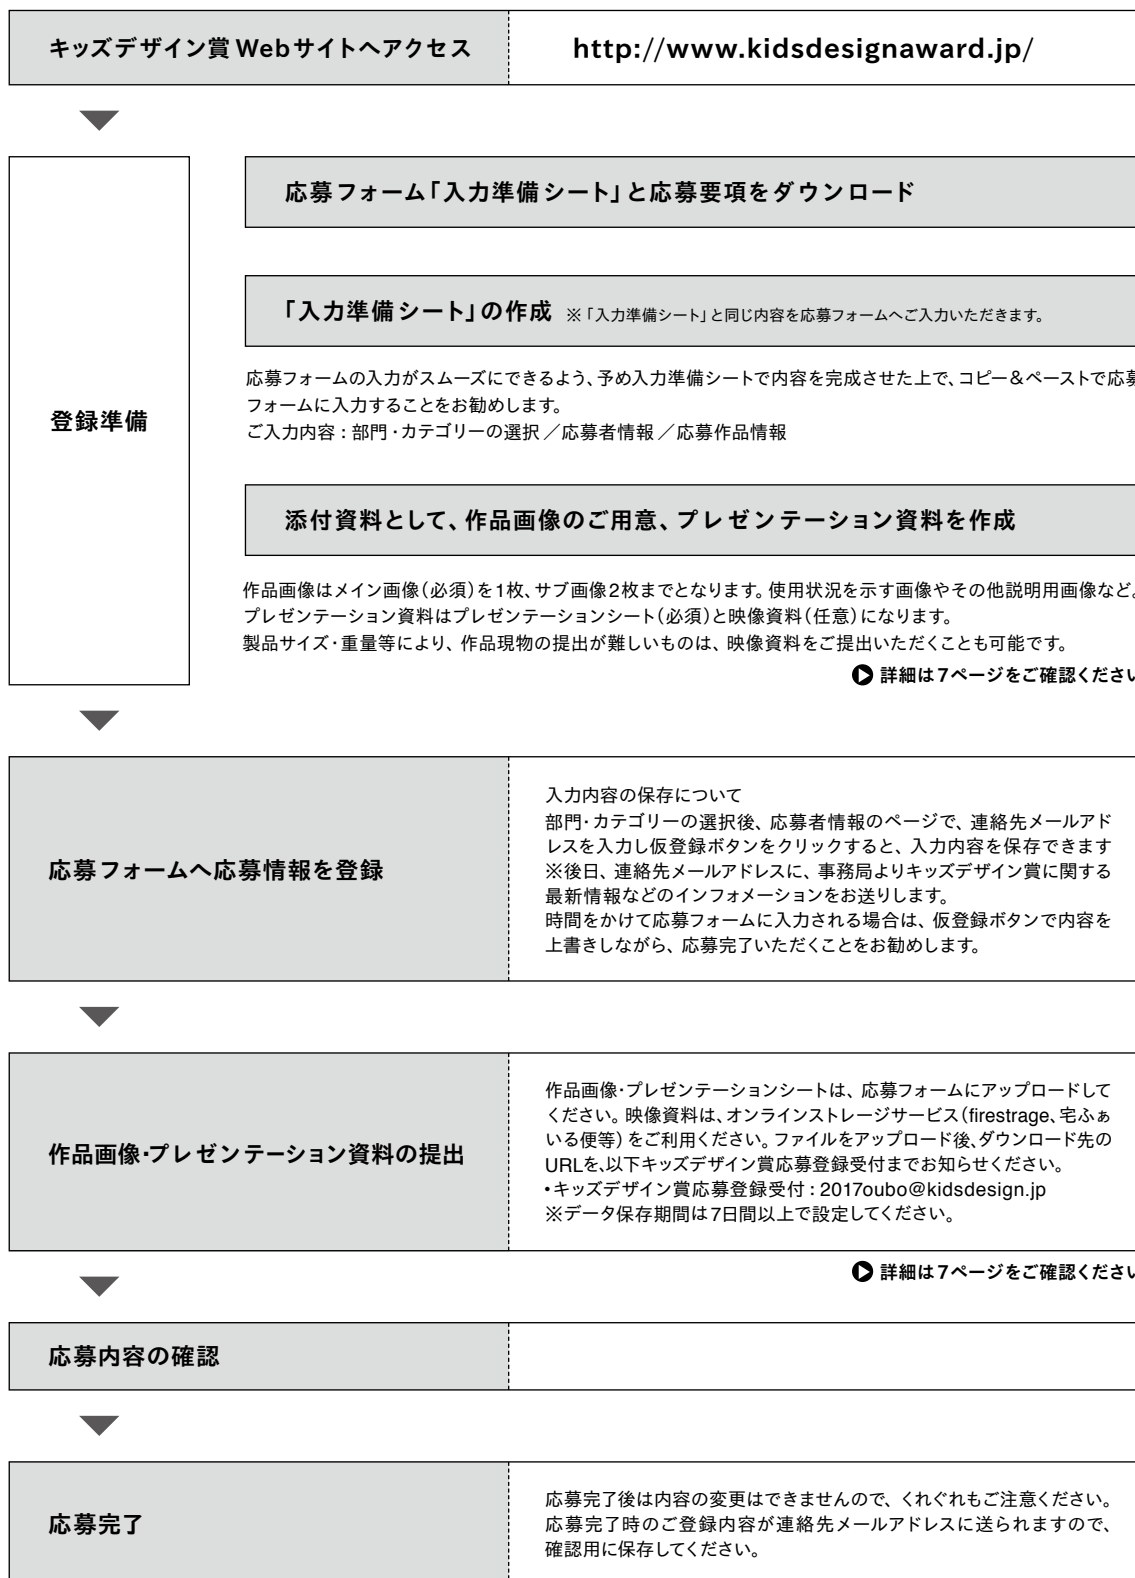 キッズデザイン賞 Webサイトへアクセス
http://www.kidsdesignaward.jp/
登録準備
応募フォーム「入力準備シート」と応募要項をダウンロード
「入力準備シート」の作成 ※「入力準備シート」と同じ内容を応募フォームへご入力いただきます。
応募フォームの入力がスムーズにできるよう、予め入力準備シートで内容を完成させた上で、コピー&ペーストで応募
フォームに入力することをお勧めします。
ご入力内容:部門・カテゴリーの選択/応募者情報/応募作品情報
添付資料として、作品画像のご用意、プレゼンテーション資料を作成
作品画像はメイン画像(必須)を1枚、サブ画像2枚までとなります。使用状況を示す画像やその他説明用画像など。
プレゼンテーション資料はプレゼンテーションシート(必須)と映像資料(任意)になります。
製品サイズ・重量等により、作品現物の提出が難しいものは、映像資料をご提出いただくことも可能です。
詳細は7ページをご確認ください
応募フォームへ応募情報を登録
入力内容の保存について
部門・カテゴリーの選択後、応募者情報のページで、連絡先メールアド
レスを入力し仮登録ボタンをクリックすると、入力内容を保存できます
※後日、連絡先メールアドレスに、事務局よりキッズデザイン賞に関する
最新情報などのインフォメーションをお送りします。
時間をかけて応募フォームに入力される場合は、仮登録ボタンで内容を
上書きしながら、応募完了いただくことをお勧めします。
作品画像・プレゼンテーション資料の提出
作品画像・プレゼンテーションシートは、応募フォームにアップロードして
ください。映像資料は、オンラインストレージサービス(firestrage、宅ふぁ
いる便等)をご利用ください。ファイルをアップロード後、ダウンロード先の
URLを、以下キッズデザイン賞応募登録受付までお知らせください。
•キッズデザイン賞応募登録受付:2017oubo@kidsdesign.jp
※データ保存期間は7日間以上で設定してください。
詳細は7ページをご確認ください
応募内容の確認
応募完了
応募完了後は内容の変更はできませんので、くれぐれもご注意ください。
応募完了時のご登録内容が連絡先メールアドレスに送られますので、
確認用に保存してください。